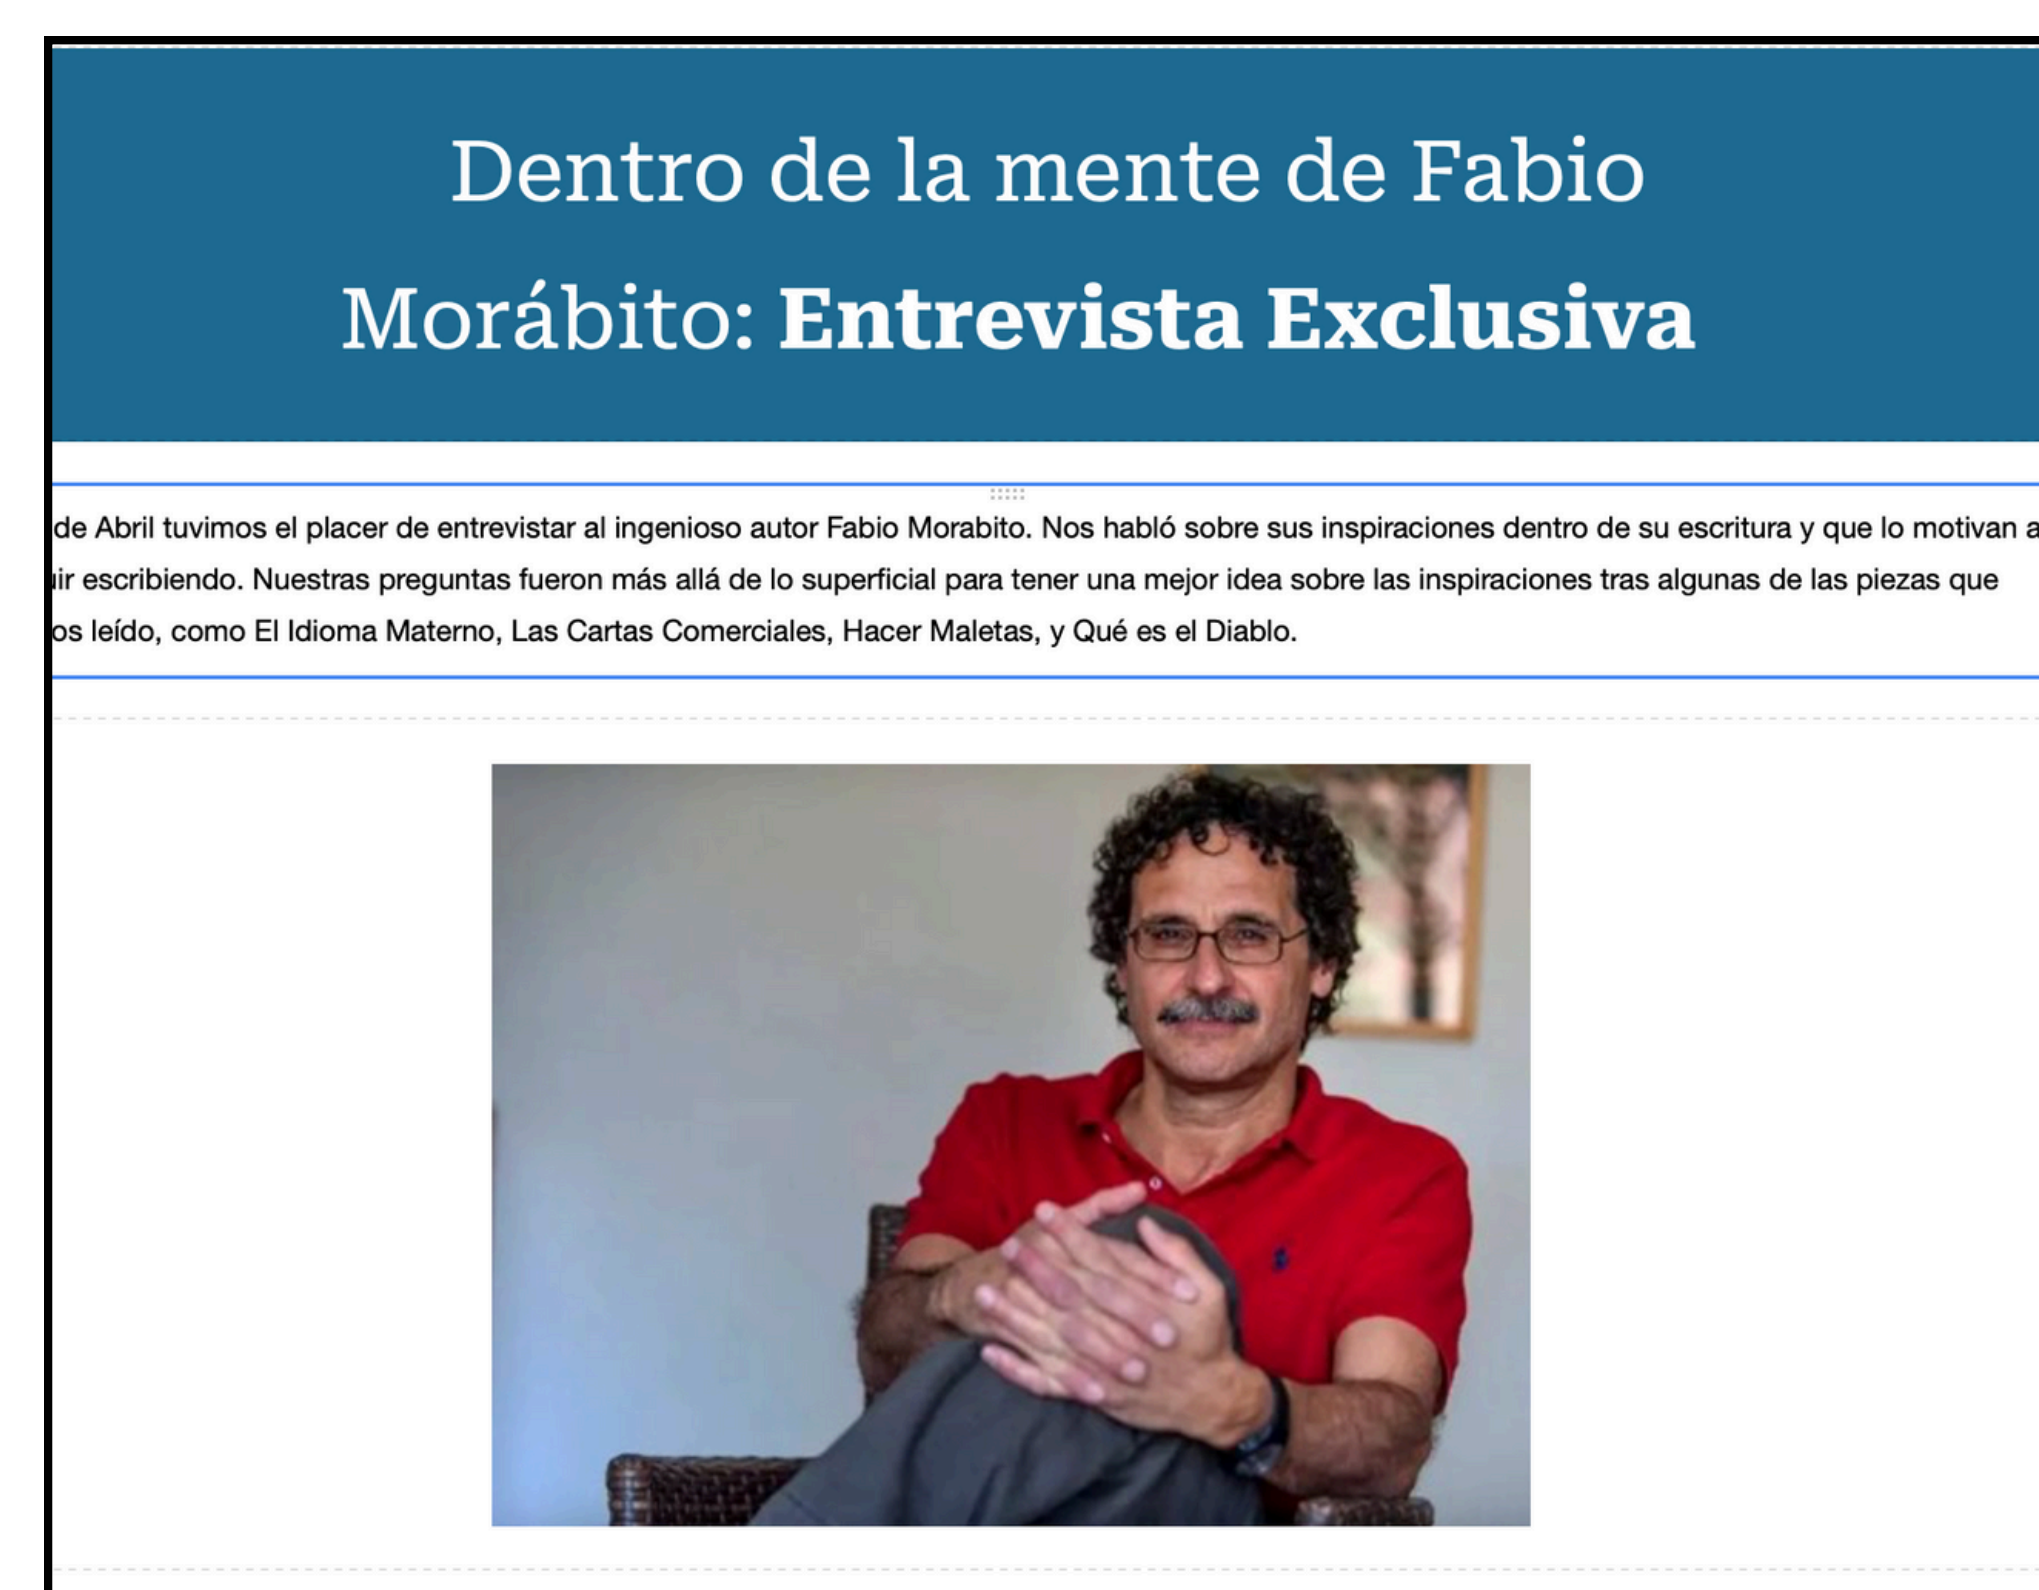 Dentro de la mente de Fabio
Morábito: Entrevista Exclusiva
de Abril tuvimos el placer de entrevistar al ingenioso autor Fabio Morabito. Nos habló sobre sus inspiraciones dentro de su escritura y que lo motivan a
ir escribiendo. Nuestras preguntas fueron más allá de lo superficial para tener una mejor idea sobre las inspiraciones tras algunas de las piezas que
os leído, como El Idioma Materno, Las Cartas Comerciales, Hacer Maletas, y Qué es el Diablo.